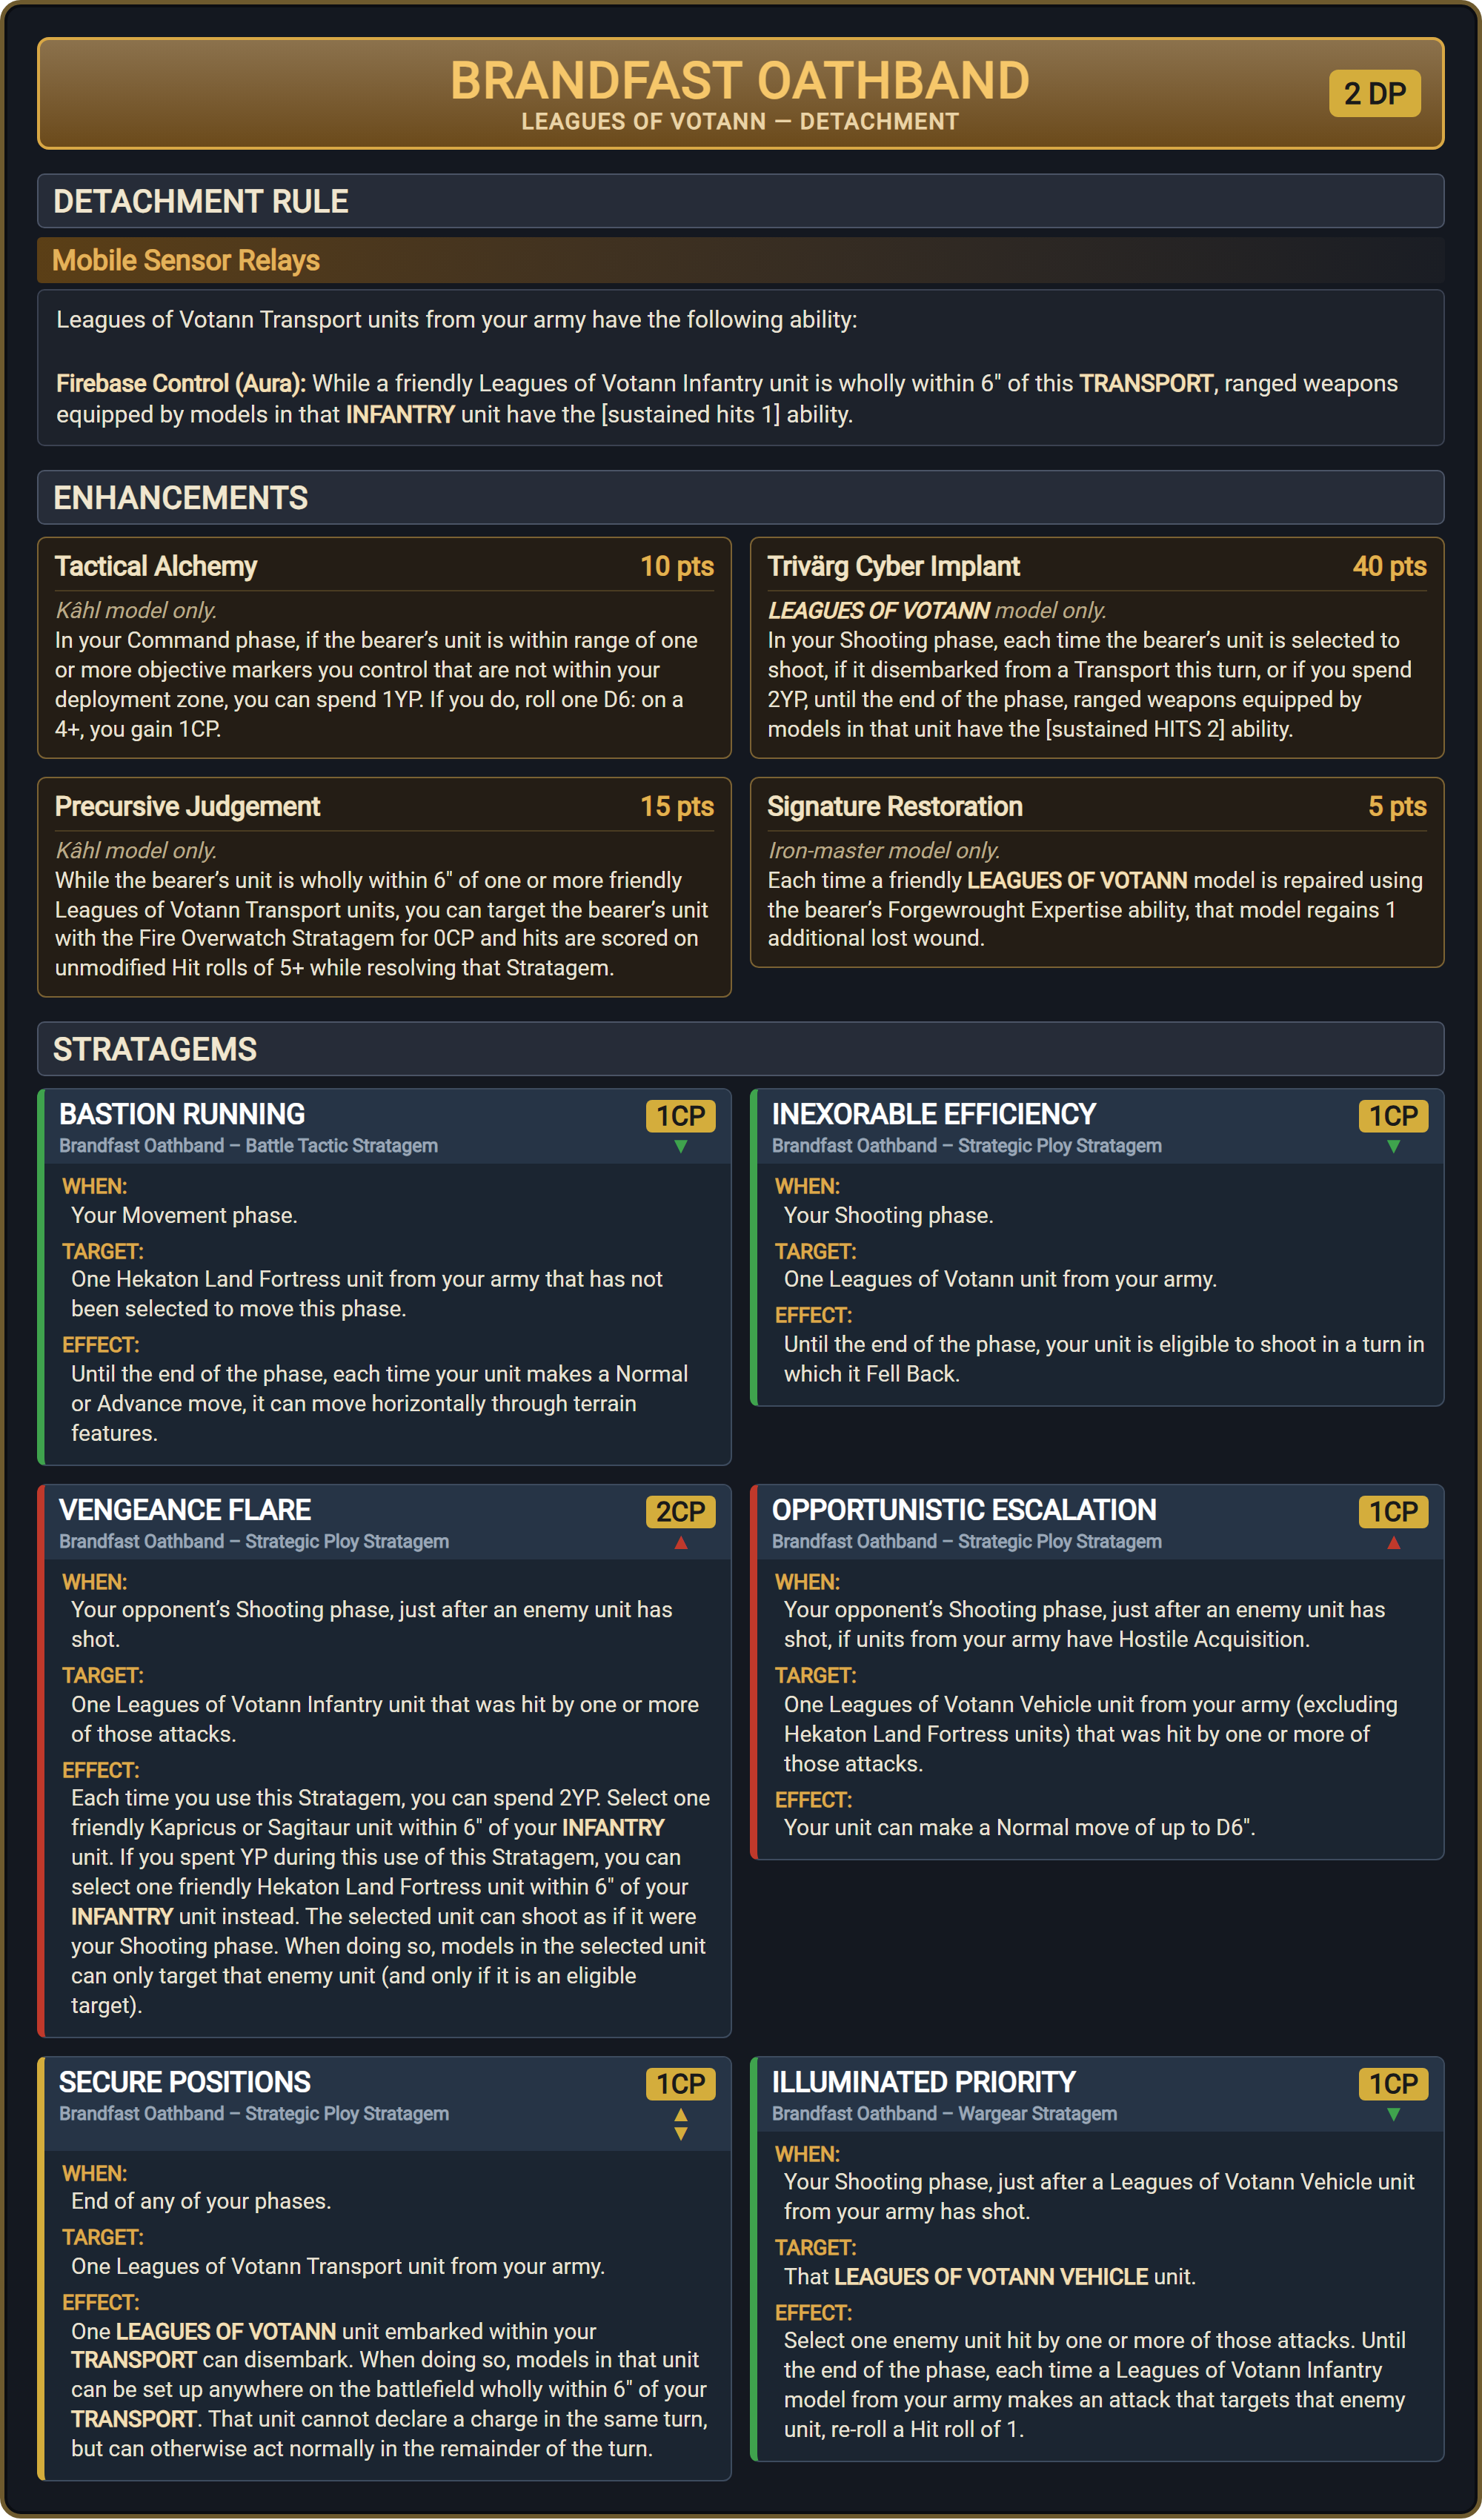 BRANDFAST OATHBAND
LEAGUES OF VOTANN — DETACHMENT
2 DP
DETACHMENT RULE
Mobile Sensor Relays
Leagues of Votann Transport units from your army have the following ability:
Firebase Control (Aura): While a friendly Leagues of Votann Infantry unit is wholly within 6" of this TRANSPORT, ranged weapons
equipped by models in that INFANTRY unit have the [sustained hits 1] ability.
ENHANCEMENTS
Tactical Alchemy 10 pts
Kâhl model only.
In your Command phase, if the bearer’s unit is within range of one
or more objective markers you control that are not within your
deployment zone, you can spend 1YP. If you do, roll one D6: on a
4+, you gain 1CP.
Trivärg Cyber Implant 40 pts
LEAGUES OF VOTANN model only.
In your Shooting phase, each time the bearer’s unit is selected to
shoot, if it disembarked from a Transport this turn, or if you spend
2YP, until the end of the phase, ranged weapons equipped by
models in that unit have the [sustained HITS 2] ability.
Precursive Judgement 15 pts
Kâhl model only.
While the bearer’s unit is wholly within 6" of one or more friendly
Leagues of Votann Transport units, you can target the bearer’s unit
with the Fire Overwatch Stratagem for 0CP and hits are scored on
unmodified Hit rolls of 5+ while resolving that Stratagem.
Signature Restoration 5 pts
Iron-master model only.
Each time a friendly LEAGUES OF VOTANN model is repaired using
the bearer’s Forgewrought Expertise ability, that model regains 1
additional lost wound.
STRATAGEMS
BASTION RUNNING 1CP
Brandfast Oathband – Battle Tactic Stratagem ▼
WHEN:
Your Movement phase.
TARGET:
One Hekaton Land Fortress unit from your army that has not
been selected to move this phase.
EFFECT:
Until the end of the phase, each time your unit makes a Normal
or Advance move, it can move horizontally through terrain
features.
INEXORABLE EFFICIENCY 1CP
Brandfast Oathband – Strategic Ploy Stratagem ▼
WHEN:
Your Shooting phase.
TARGET:
One Leagues of Votann unit from your army.
EFFECT:
Until the end of the phase, your unit is eligible to shoot in a turn in
which it Fell Back.
VENGEANCE FLARE 2CP
Brandfast Oathband – Strategic Ploy Stratagem ▲
WHEN:
Your opponent’s Shooting phase, just after an enemy unit has
shot.
TARGET:
One Leagues of Votann Infantry unit that was hit by one or more
of those attacks.
EFFECT:
Each time you use this Stratagem, you can spend 2YP. Select one
friendly Kapricus or Sagitaur unit within 6" of your INFANTRY
unit. If you spent YP during this use of this Stratagem, you can
select one friendly Hekaton Land Fortress unit within 6" of your
INFANTRY unit instead. The selected unit can shoot as if it were
your Shooting phase. When doing so, models in the selected unit
can only target that enemy unit (and only if it is an eligible
target).
OPPORTUNISTIC ESCALATION 1CP
Brandfast Oathband – Strategic Ploy Stratagem ▲
WHEN:
Your opponent’s Shooting phase, just after an enemy unit has
shot, if units from your army have Hostile Acquisition.
TARGET:
One Leagues of Votann Vehicle unit from your army (excluding
Hekaton Land Fortress units) that was hit by one or more of
those attacks.
EFFECT:
Your unit can make a Normal move of up to D6".
SECURE POSITIONS 1CP
Brandfast Oathband – Strategic Ploy Stratagem ▲
▼
WHEN:
End of any of your phases.
TARGET:
One Leagues of Votann Transport unit from your army.
EFFECT:
One LEAGUES OF VOTANN unit embarked within your
TRANSPORT can disembark. When doing so, models in that unit
can be set up anywhere on the battlefield wholly within 6" of your
TRANSPORT. That unit cannot declare a charge in the same turn,
but can otherwise act normally in the remainder of the turn.
ILLUMINATED PRIORITY 1CP
Brandfast Oathband – Wargear Stratagem ▼
WHEN:
Your Shooting phase, just after a Leagues of Votann Vehicle unit
from your army has shot.
TARGET:
That LEAGUES OF VOTANN VEHICLE unit.
EFFECT:
Select one enemy unit hit by one or more of those attacks. Until
the end of the phase, each time a Leagues of Votann Infantry
model from your army makes an attack that targets that enemy
unit, re-roll a Hit roll of 1.